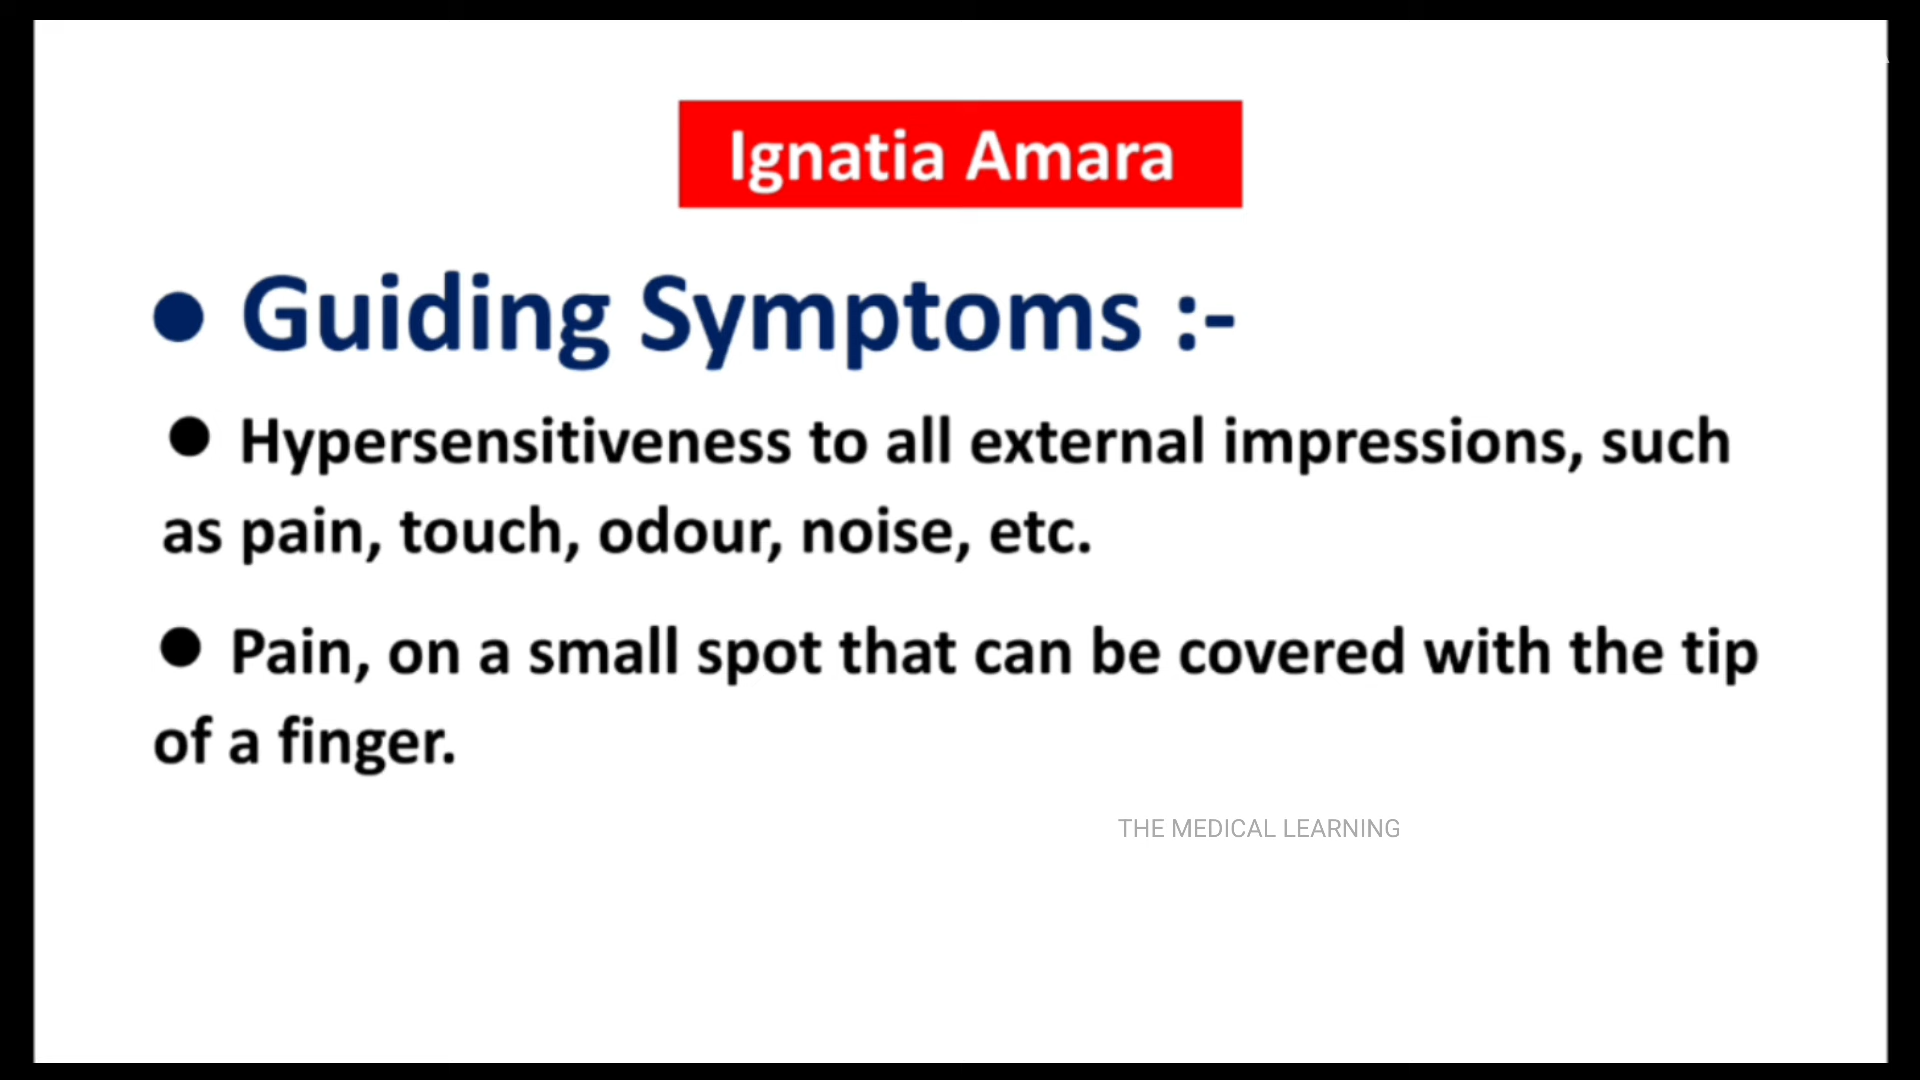 Ignatia Amara
● Guiding Symptoms :-
● Hypersensitiveness to all external impressions, such
as pain, touch, odour, noise, etc.
● Pain, on a small spot that can be covered with the tip
of a finger.
THE MEDICAL LEARNING